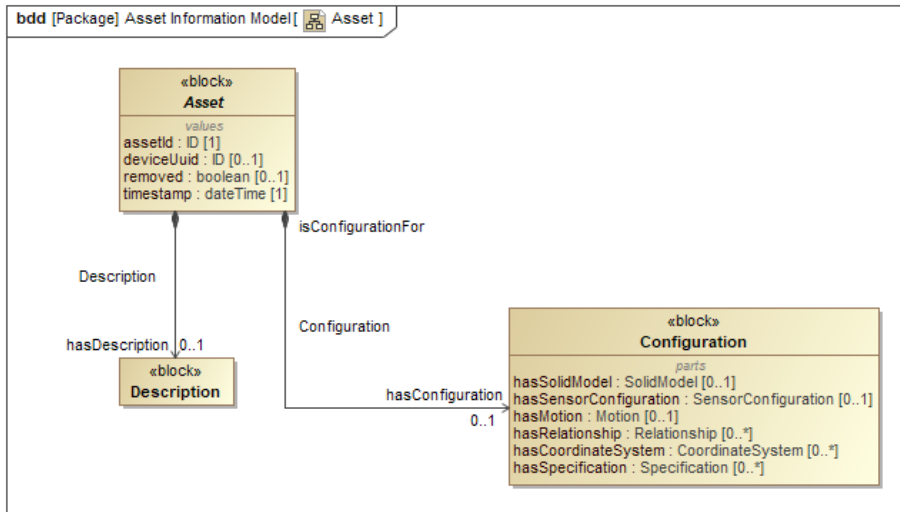 bdd [Package] Asset Information Model[ Asset ]
«block»
Asset
values
assetId : ID [1]
deviceUuid : ID [0..1]
removed : boolean [0..1]
timestamp : dateTime [1]
isConfigurationFor
Description
Configuration
hasDescription 0..1
«block»
Description
hasConfiguration
0..1
«block»
Configuration
parts
hasSolidModel : SolidModel [0..1]
hasSensorConfiguration : SensorConfiguration [0..1]
hasMotion : Motion [0..1]
hasRelationship : Relationship [0..*]
hasCoordinateSystem : CoordinateSystem [0..*]
hasSpecification : Specification [0..*]